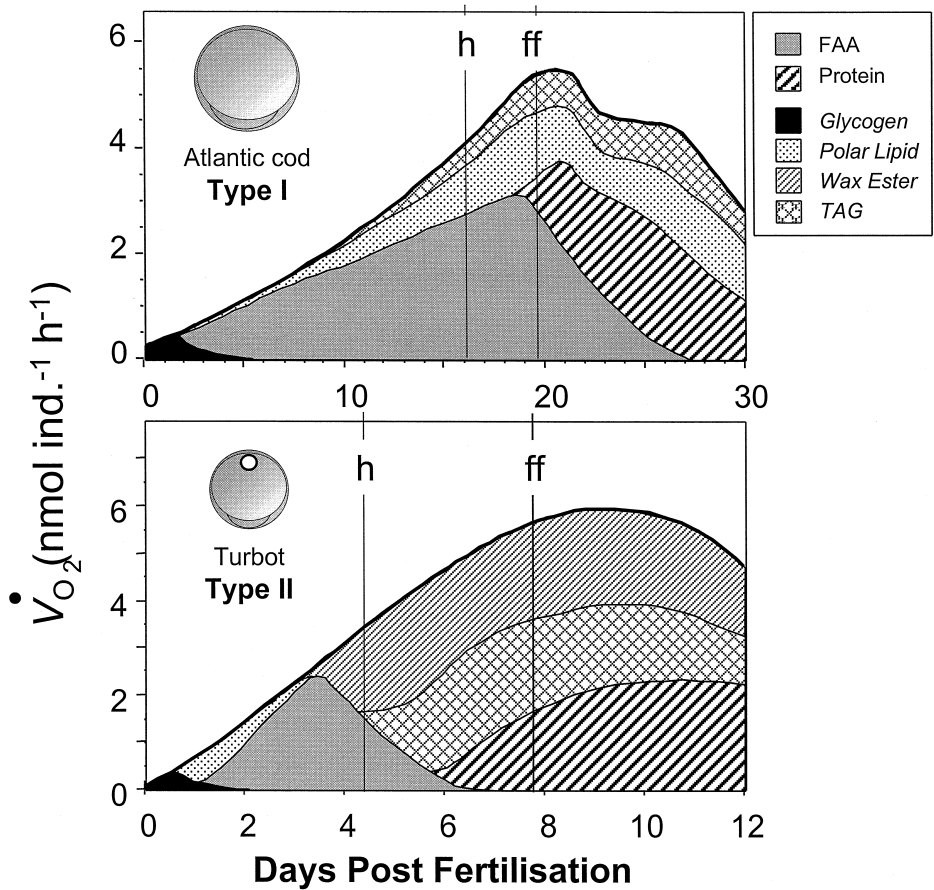 6
4
2
0
h
ff
Atlantic cod
Type I
FAA
Protein
Glycogen
Polar Lipid
Wax Ester
TAG
0 10 20 30
V̇O₂ (nmol ind.⁻¹ h⁻¹)
6
4
2
0
h
ff
Turbot
Type II
0 2 4 6 8 10 12
Days Post Fertilisation